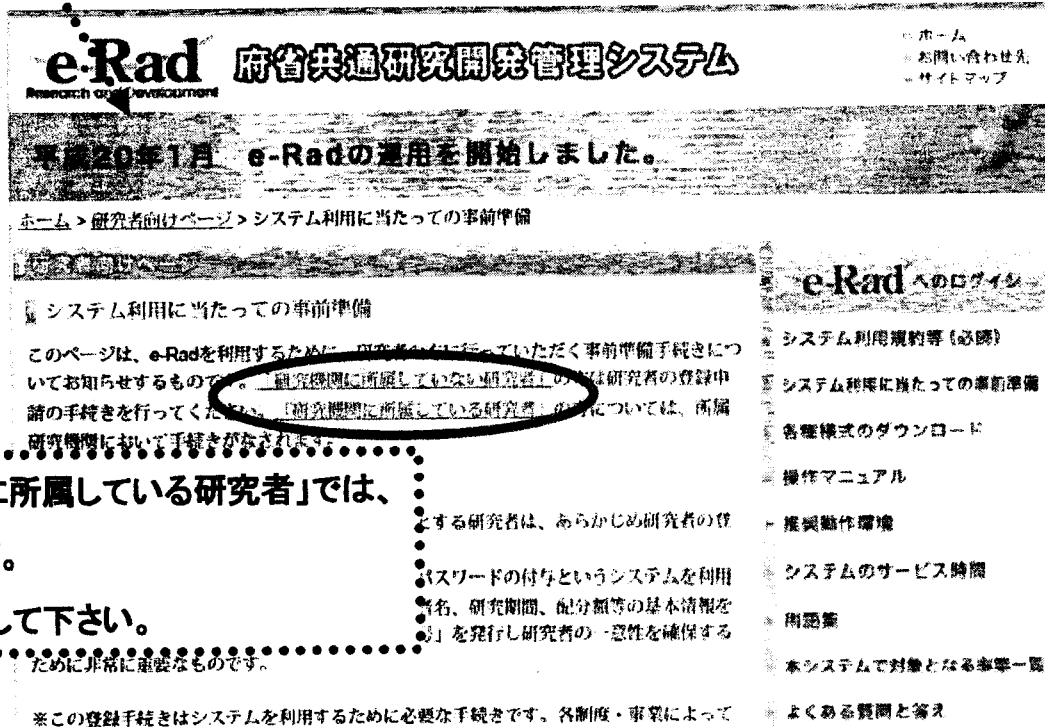 e-Rad 府省共通研究開発管理システム
Research and Development
ホーム
お問い合わせ先
サイトマップ
平成20年1月 e-Radの運用を開始しました。
ホーム > 研究者向けページ > システム利用に当たっての事前準備
システム利用に当たっての事前準備
このページは、e-Radを利用するために、研究者の方に行っていただく事前準備手続きにつ
いてお知らせするものです。「研究機関に所属していない研究者」の方は研究者の登録申
請の手続きを行ってください。「研究機関に所属している研究者」の方については、所属
研究機関において手続きがなされます。
に所属している研究者」では、
とする研究者は、あらかじめ研究者の登
。
パスワードの付与というシステムを利用
者名、研究期間、配分額等の基本情報を
して下さい。
」を発行し研究者の一意性を確保する
ために非常に重要なものです。
※この登録手続きはシステムを利用するために必要な手続きです。各制度・事業によって
e-Rad へのログイン
システム利用規約等(必読)
システム利用に当たっての事前準備
各種様式のダウンロード
操作マニュアル
推奨動作環境
システムのサービス時間
用語集
本システムで対象となる事業一覧
よくある質問と答え